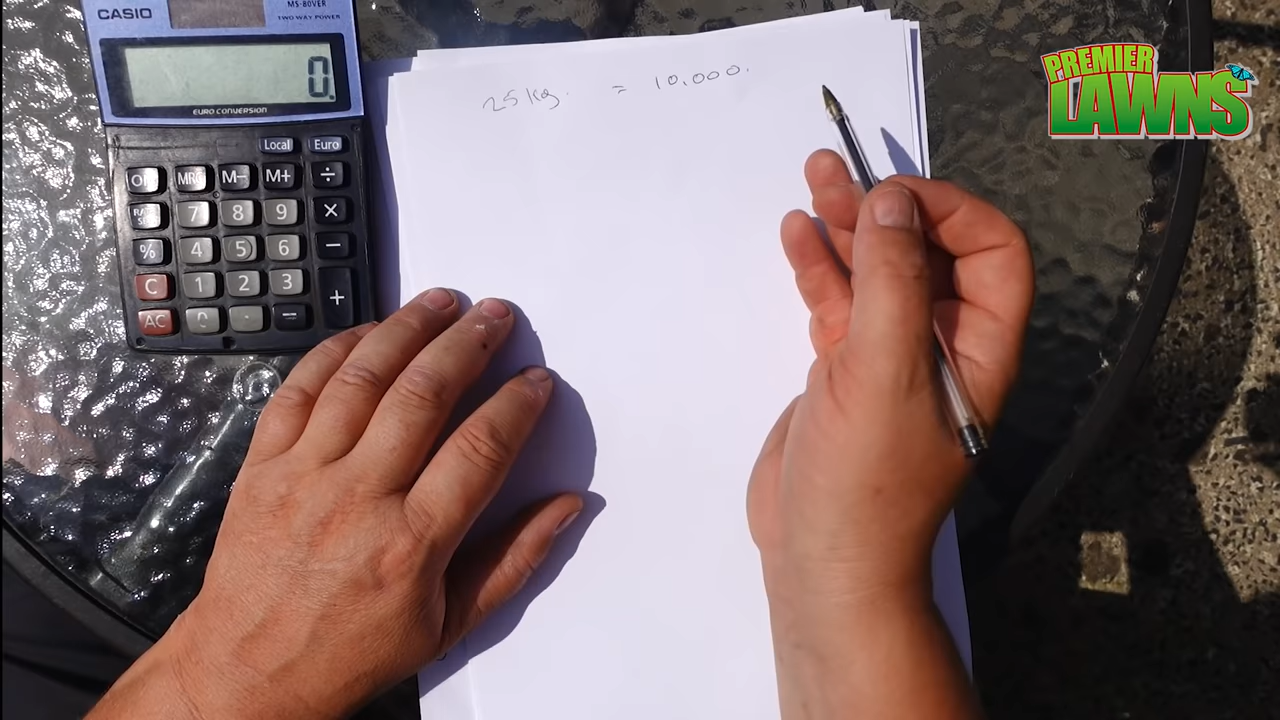 CASIO
MS-80VER
TWO WAY POWER
0.
EURO CONVERSION
Local Euro
MRC M− M+ ÷
7 8 9 ×
% 4 5 6 −
C 1 2 3 +
AC 0 . =
25 kg. = 10.000.
PREMIER
LAWNS